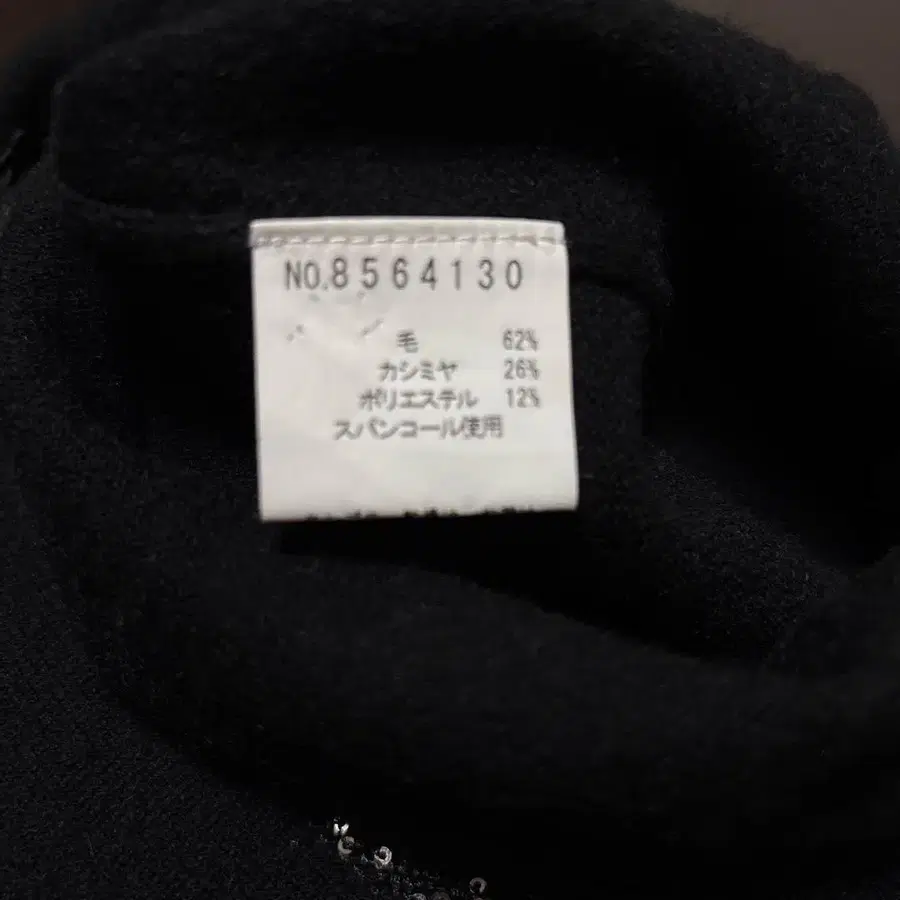 NO.8564130
毛 62%
カシミヤ 26%
ポリエステル 12%
スパンコール使用